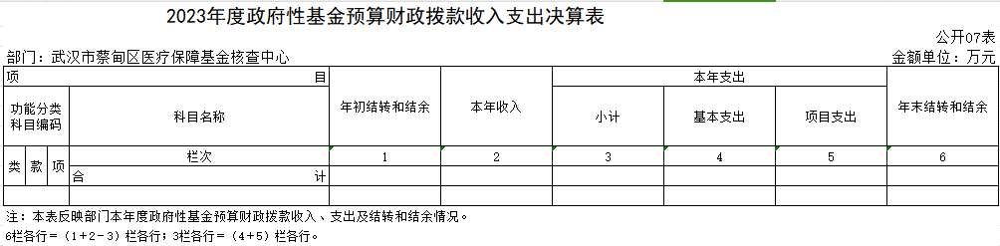 2023年度政府性基金预算财政拨款收入支出决算表
公开07表
部门：武汉市蔡甸区医疗保障基金核查中心 金额单位：万元
项 目 年初结转和结余 本年收入 本年支出 年末结转和结余
功能分类科目编码 科目名称 小计 基本支出 项目支出
类 款 项 栏次 1 2 3 4 5 6
合 计
注：本表反映部门本年度政府性基金预算财政拨款收入、支出及结转和结余情况。
6栏各行＝（1＋2－3）栏各行；3栏各行＝（4＋5）栏各行。